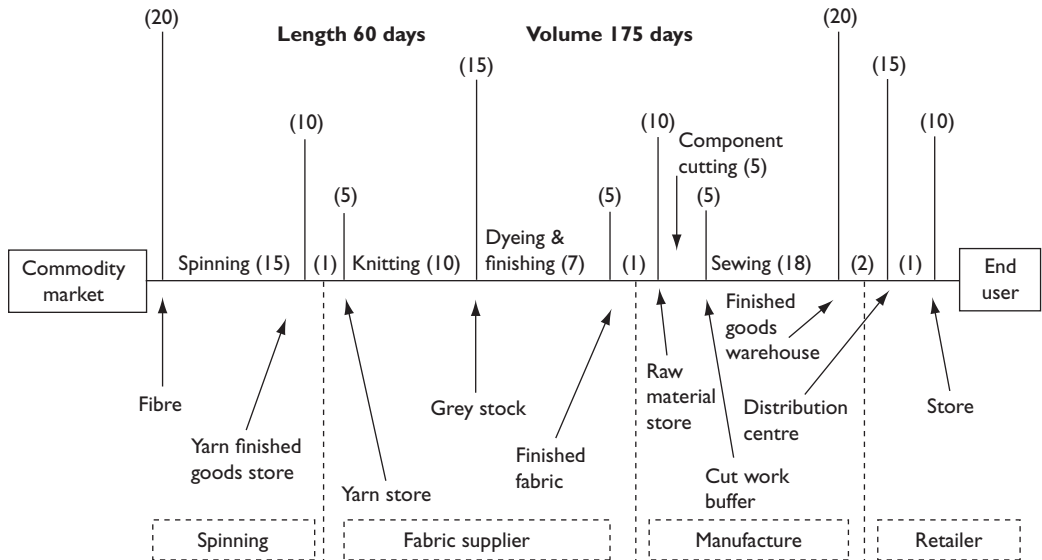 (20)
Length 60 days
Volume 175 days
(20)
(15)
(15)
(10)
(10)
Component
cutting (5)
(10)
(5)
(5)
(5)
Commodity
market
Spinning (15)
(1)
Knitting (10)
Dyeing &
finishing (7)
(1)
Sewing (18)
(2)
(1)
End
user
Fibre
Yarn finished
goods store
Yarn store
Grey stock
Finished
fabric
Raw
material
store
Cut work
buffer
Finished
goods
warehouse
Distribution
centre
Store
Spinning
Fabric supplier
Manufacture
Retailer